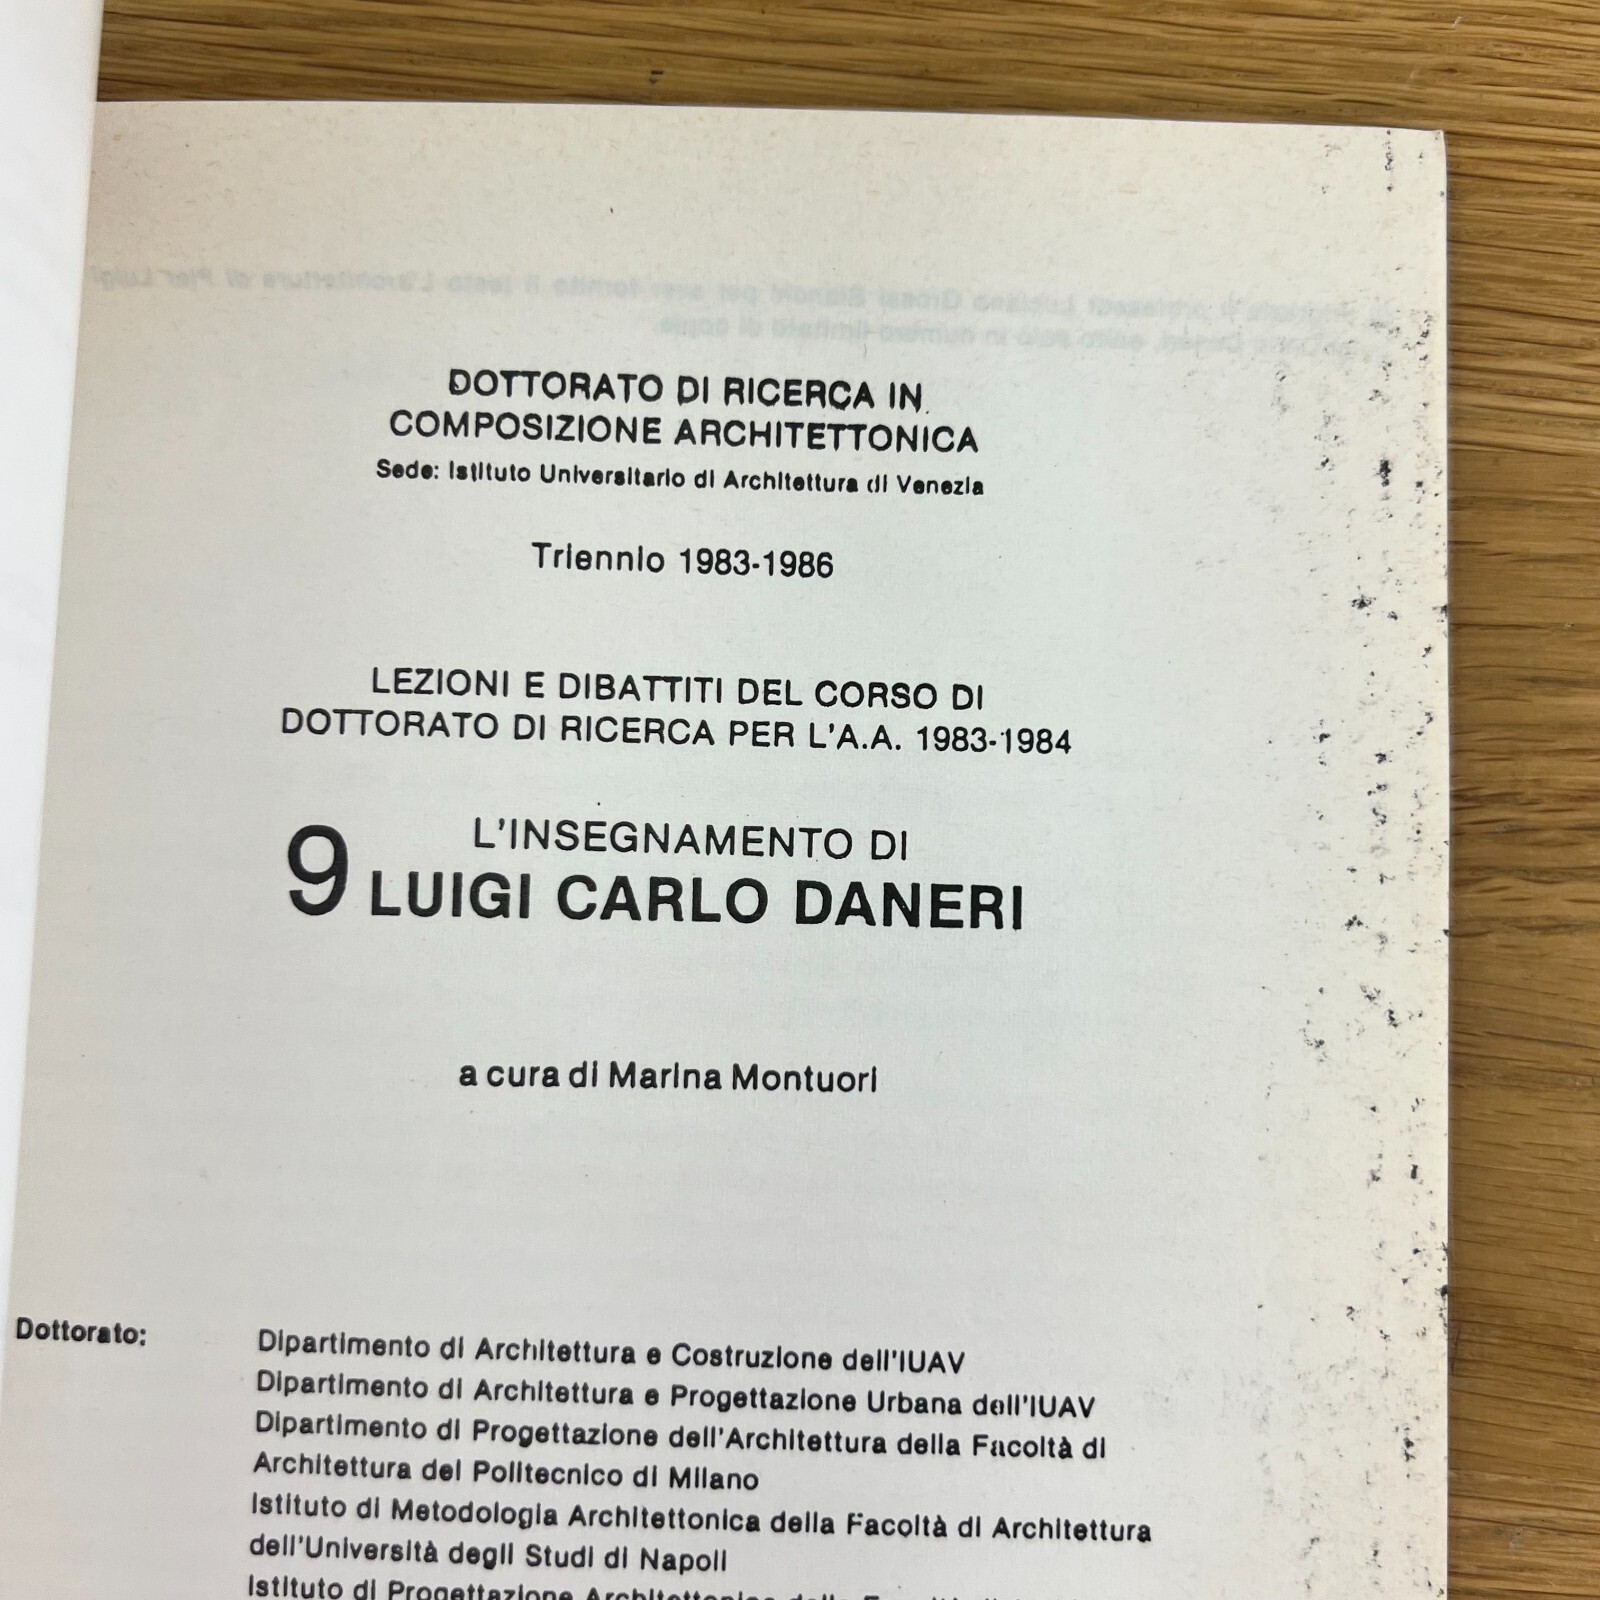 DOTTORATO DI RICERCA IN
COMPOSIZIONE ARCHITETTONICA
Sede: Istituto Universitario di Architettura di Venezia
Triennio 1983-1986
LEZIONI E DIBATTITI DEL CORSO DI
DOTTORATO DI RICERCA PER L'A.A. 1983-1984
L'INSEGNAMENTO DI
9 LUIGI CARLO DANERI
a cura di Marina Montuori
Dottorato: Dipartimento di Architettura e Costruzione dell'IUAV
Dipartimento di Architettura e Progettazione Urbana dell'IUAV
Dipartimento di Progettazione dell'Architettura della Facoltà di
Architettura del Politecnico di Milano
Istituto di Metodologia Architettonica della Facoltà di Architettura
dell'Università degli Studi di Napoli
Istituto di Progettazione Architettonica della